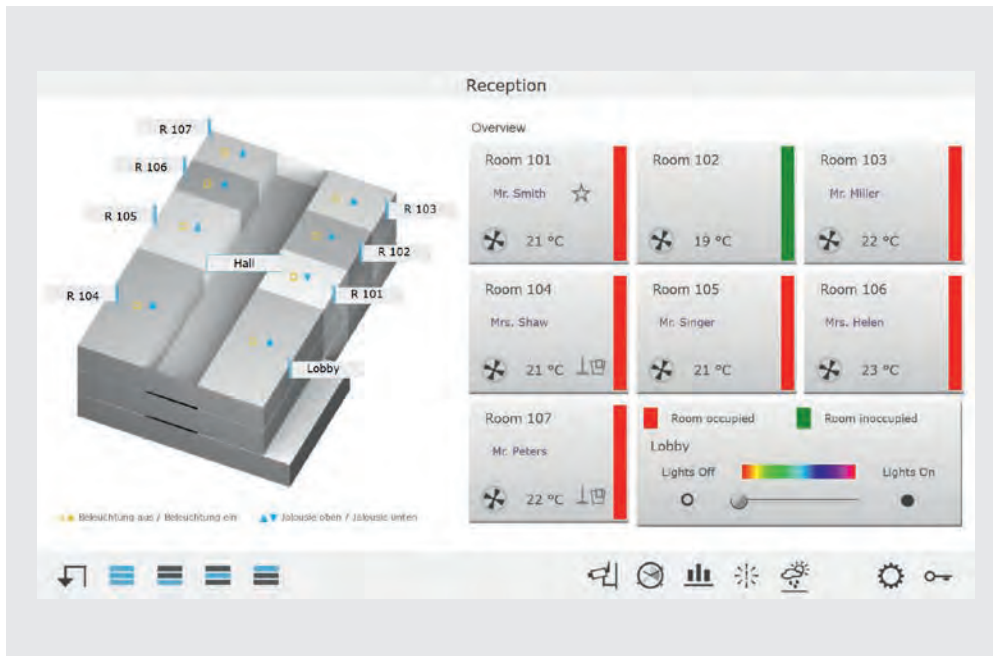 Reception
R 107
R 106
R 105
R 104
R 103
R 102
R 101
Hall
Lobby
Beleuchtung aus / Beleuchtung ein
Jalousie oben / Jalousie unten
Overview
Room 101
Mr. Smith
21 °C
Room 102
19 °C
Room 103
Mr. Miller
22 °C
Room 104
Mrs. Shaw
21 °C
Room 105
Mr. Singer
21 °C
Room 106
Mrs. Helen
23 °C
Room 107
Mr. Peters
22 °C
Room occupied
Room inoccupied
Lobby
Lights Off
Lights On